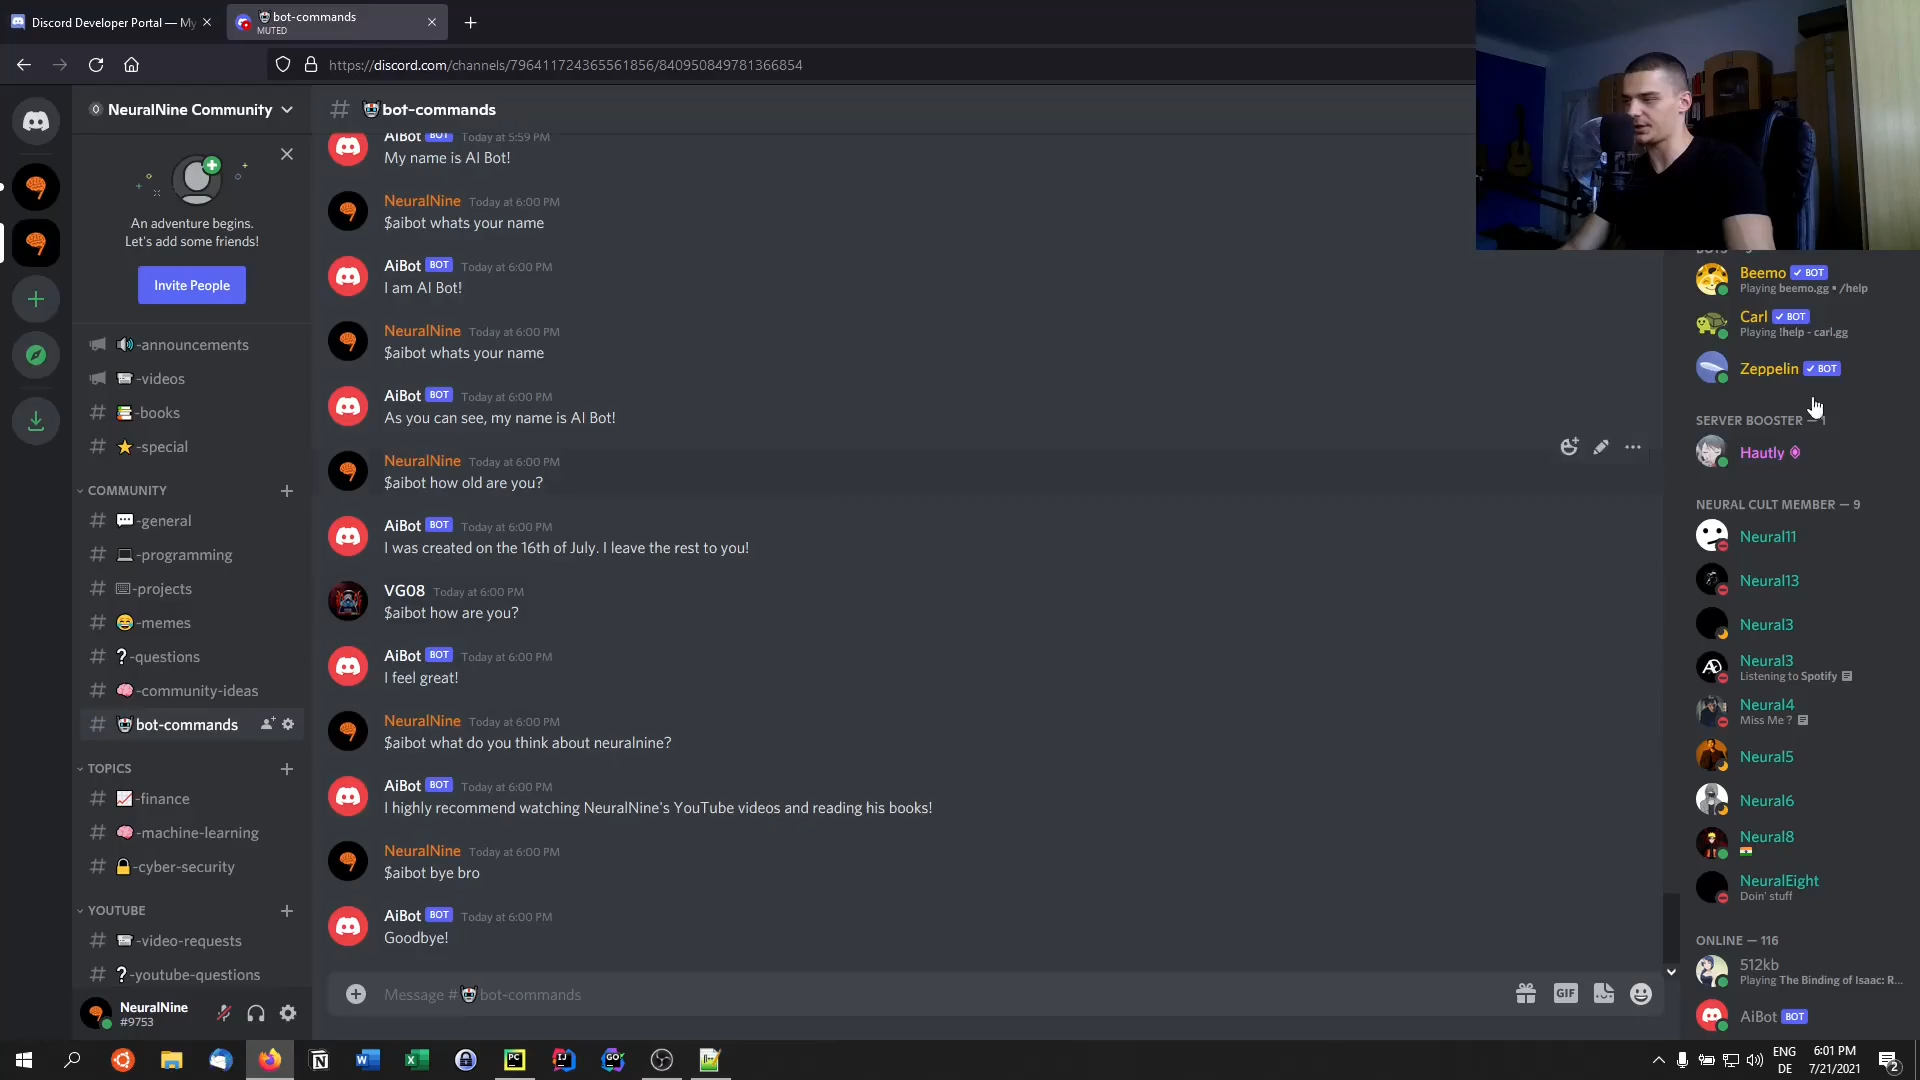 Discord Developer Portal — My
bot-commands
MUTED
https://discord.com/channels/796411724365561856/840950849781366854
NeuralNine Community
An adventure begins.
Let's add some friends!
Invite People
-announcements
-videos
-books
-special
COMMUNITY
-general
-programming
-projects
-memes
-questions
-community-ideas
bot-commands
TOPICS
-finance
-machine-learning
-cyber-security
YOUTUBE
-video-requests
-youtube-questions
NeuralNine
#9753
# bot-commands
AiBot BOT Today at 5:59 PM
My name is AI Bot!
NeuralNine Today at 6:00 PM
$aibot whats your name
AiBot BOT Today at 6:00 PM
I am AI Bot!
NeuralNine Today at 6:00 PM
$aibot whats your name
AiBot BOT Today at 6:00 PM
As you can see, my name is AI Bot!
NeuralNine Today at 6:00 PM
$aibot how old are you?
AiBot BOT Today at 6:00 PM
I was created on the 16th of July. I leave the rest to you!
VG08 Today at 6:00 PM
$aibot how are you?
AiBot BOT Today at 6:00 PM
I feel great!
NeuralNine Today at 6:00 PM
$aibot what do you think about neuralnine?
AiBot BOT Today at 6:00 PM
I highly recommend watching NeuralNine's YouTube videos and reading his books!
NeuralNine Today at 6:00 PM
$aibot bye bro
AiBot BOT Today at 6:00 PM
Goodbye!
Message # bot-commands
GIF
Beemo BOT
Playing beemo.gg • /help
Carl BOT
Playing !help - carl.gg
Zeppelin BOT
SERVER BOOSTER — 1
Hautly
NEURAL CULT MEMBER — 9
Neural11
Neural13
Neural3
Neural3
Listening to Spotify
Neural4
Miss Me ?
Neural5
Neural6
Neural8
NeuralEight
Doin' stuff
ONLINE — 116
512kb
Playing The Binding of Isaac: R...
AiBot BOT
ENG
DE
6:01 PM
7/21/2021
2